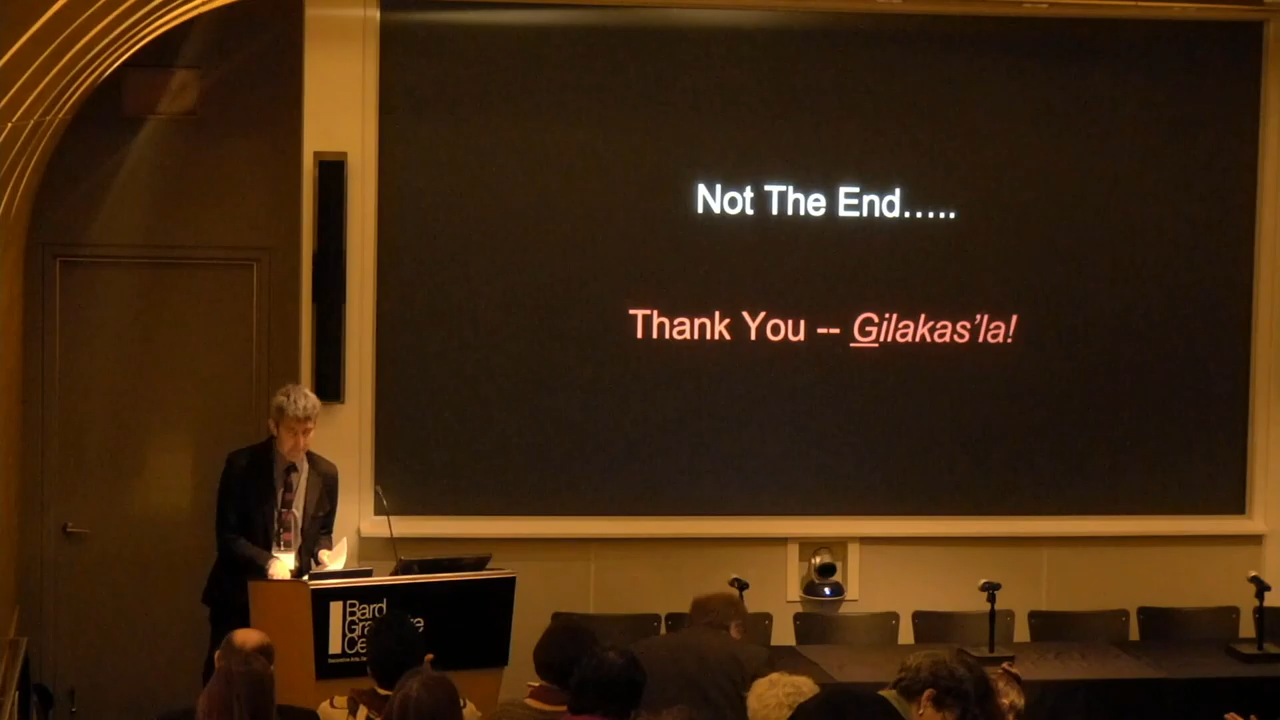 Not The End.....
Thank You -- Gilakas'la!
Bard